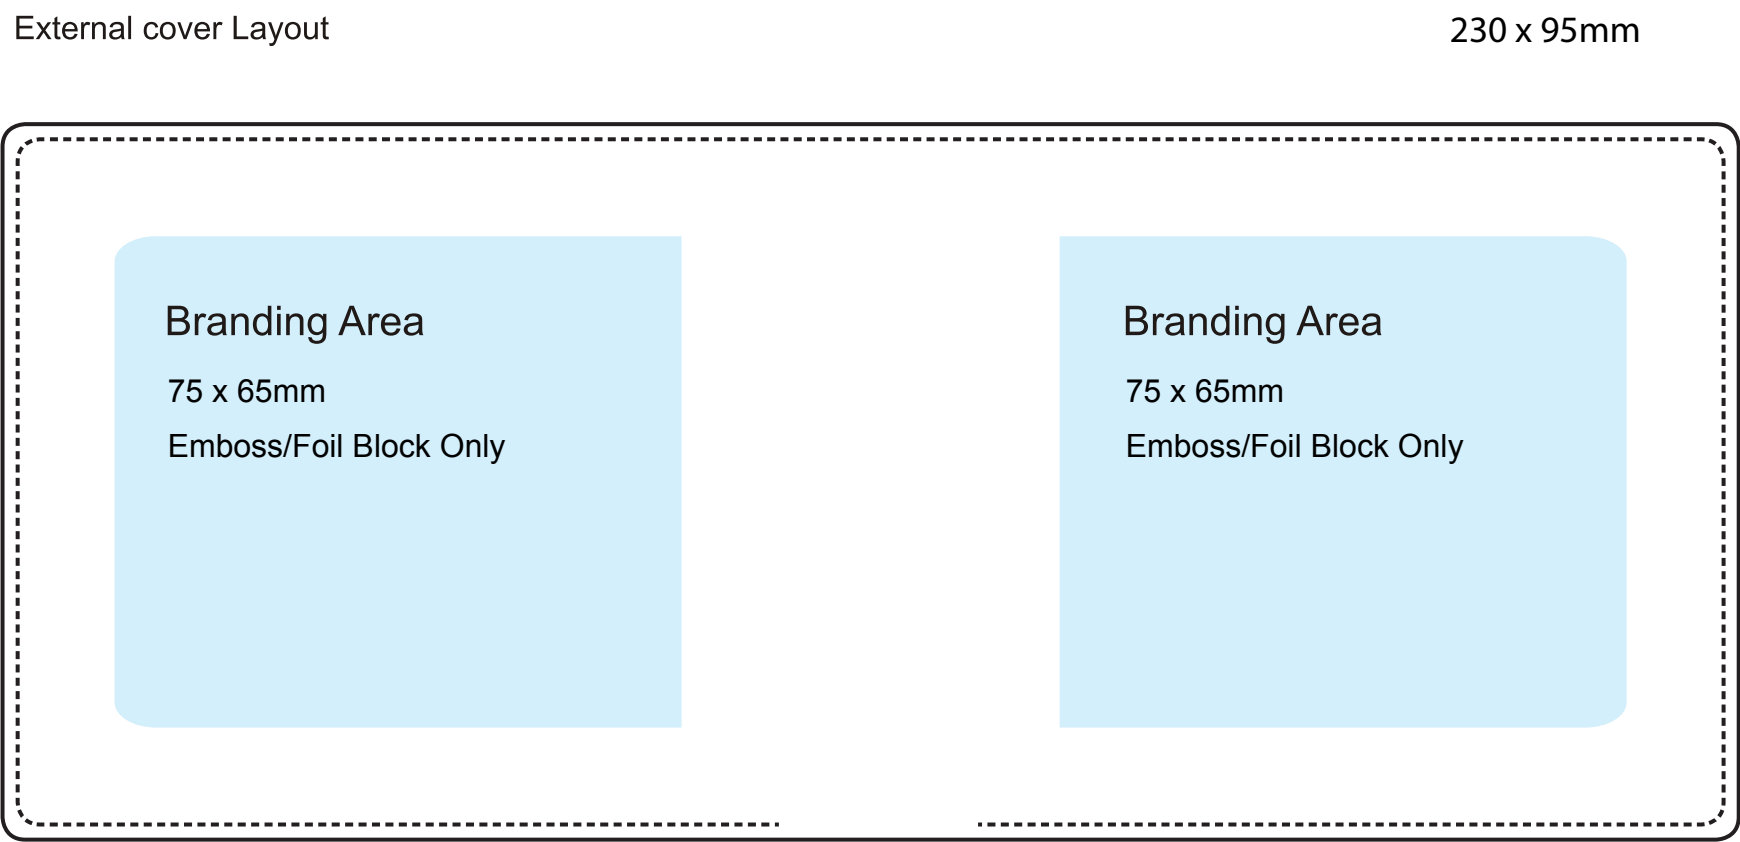 External cover Layout
230 x 95mm
Branding Area
75 x 65mm
Emboss/Foil Block Only
Branding Area
75 x 65mm
Emboss/Foil Block Only